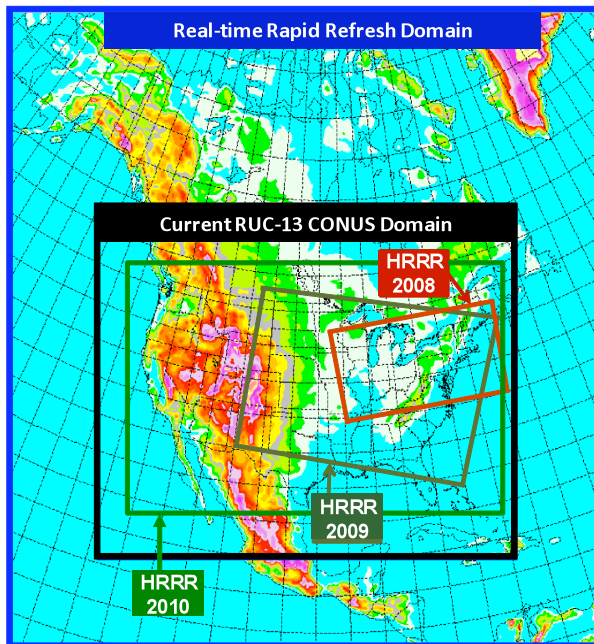 Real-time Rapid Refresh Domain
Current RUC-13 CONUS Domain
HRRR
2008
HRRR
2009
HRRR
2010